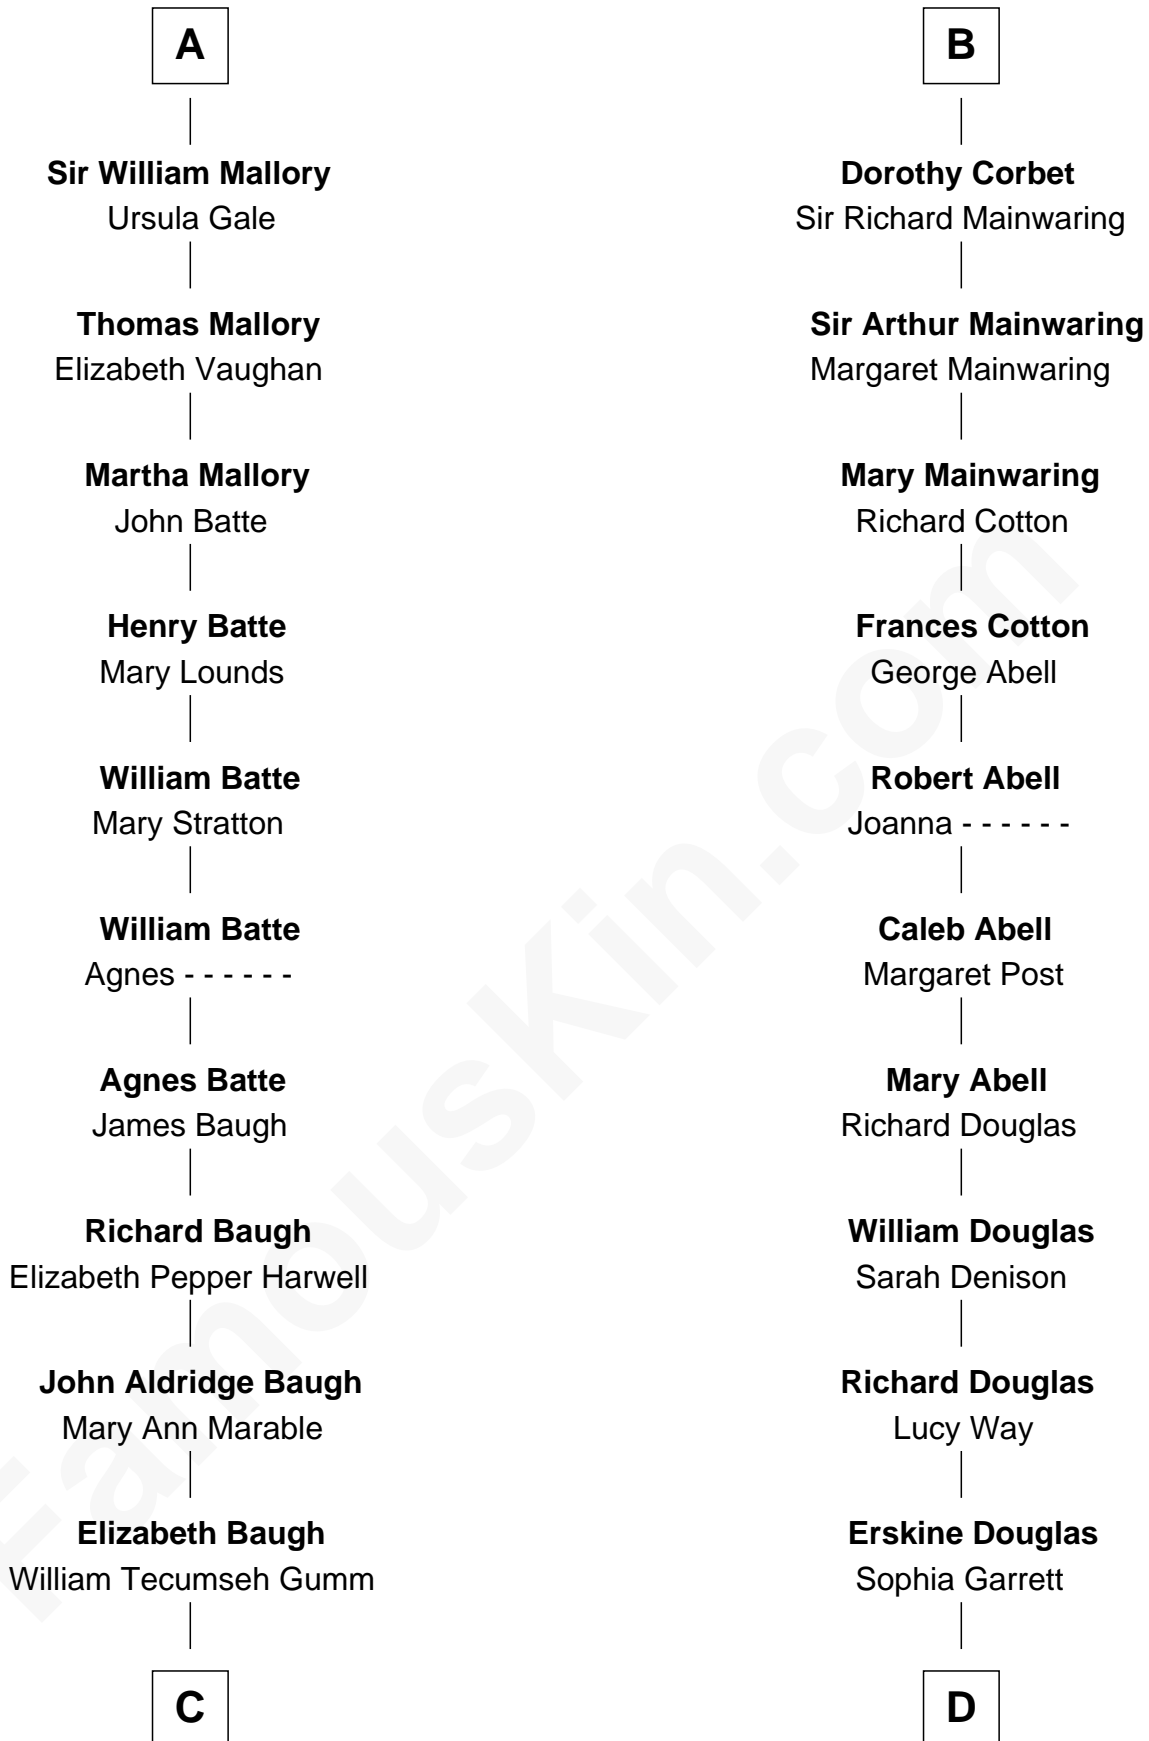 A
Sir William Mallory
Ursula Gale
Thomas Mallory
Elizabeth Vaughan
Martha Mallory
John Batte
Henry Batte
Mary Lounds
William Batte
Mary Stratton
William Batte
Agnes - - - - - -
Agnes Batte
James Baugh
Richard Baugh
Elizabeth Pepper Harwell
John Aldridge Baugh
Mary Ann Marable
Elizabeth Baugh
William Tecumseh Gumm
C
B
Dorothy Corbet
Sir Richard Mainwaring
Sir Arthur Mainwaring
Margaret Mainwaring
Mary Mainwaring
Richard Cotton
Frances Cotton
George Abell
Robert Abell
Joanna - - - - - -
Caleb Abell
Margaret Post
Mary Abell
Richard Douglas
William Douglas
Sarah Denison
Richard Douglas
Lucy Way
Erskine Douglas
Sophia Garrett
D
FamousKin.com